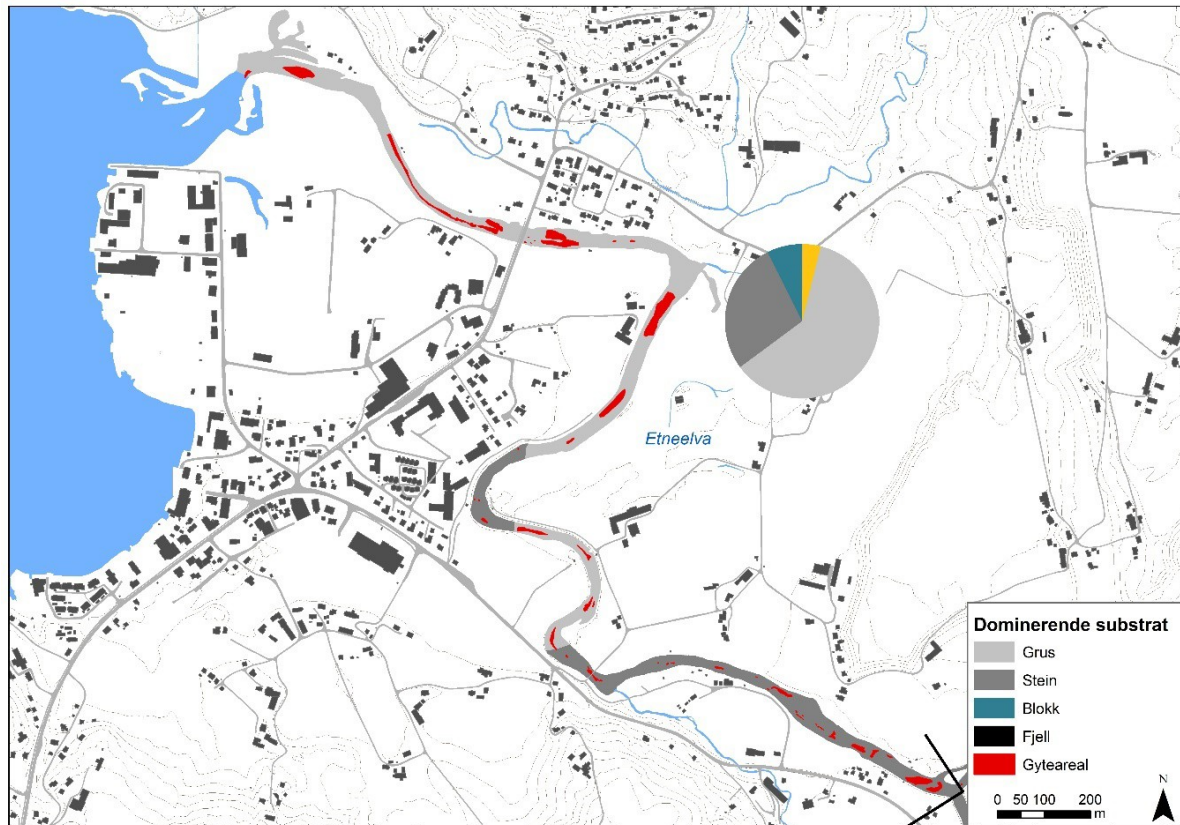 Etneelva
Dominerende substrat
Grus
Stein
Blokk
Fjell
Gyteareal
N
0 50 100 200
m